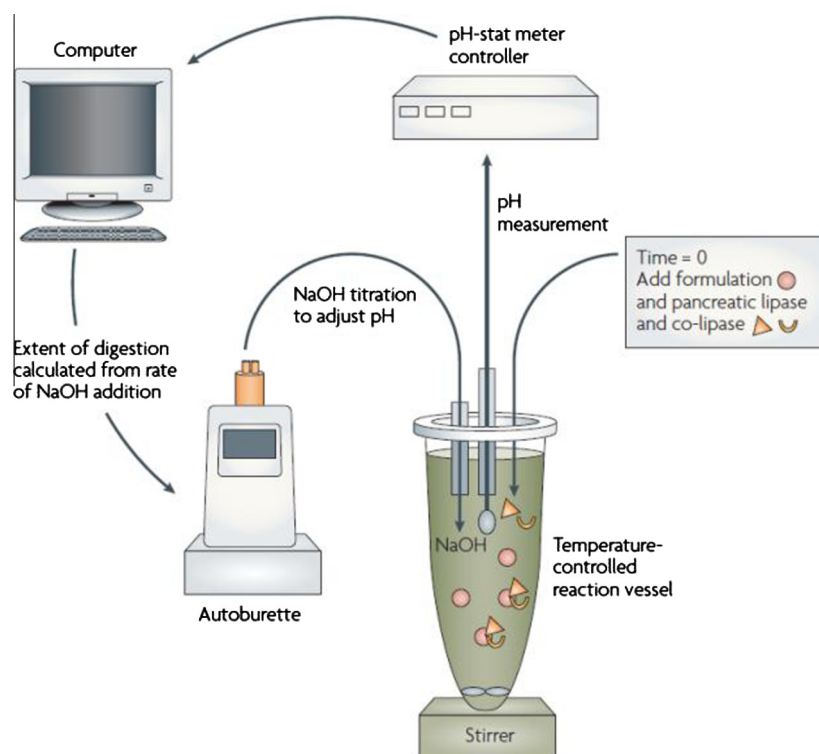 Computer
pH-stat meter
controller
pH
measurement
Time = 0
Add formulation
and pancreatic lipase
and co-lipase
NaOH titration
to adjust pH
Extent of digestion
calculated from rate
of NaOH addition
NaOH
Temperature-
controlled
reaction vessel
Autoburette
Stirrer